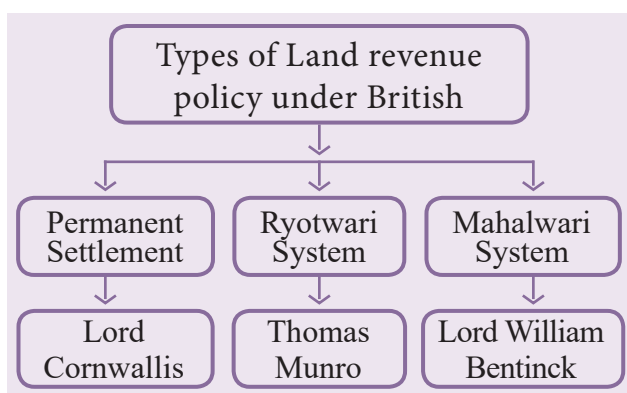 Types of Land revenue
policy under British
Permanent
Settlement
Ryotwari
System
Mahalwari
System
Lord
Cornwallis
Thomas
Munro
Lord William
Bentinck